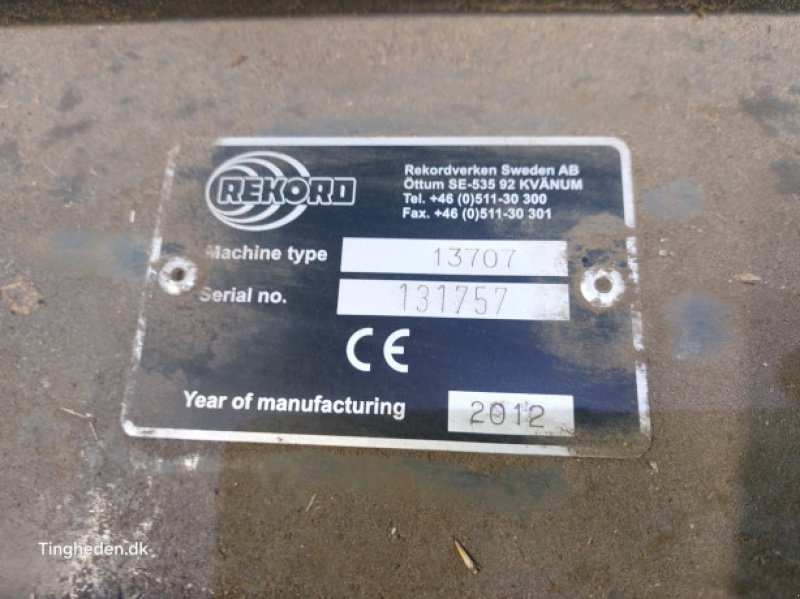 REKORD
Rekordverken Sweden AB
Öttum SE-535 92 KVÄNUM
Tel. +46 (0)511-30 300
Fax. +46 (0)511-30 301
Machine type 13707
Serial no. 131757
CE
Year of manufacturing 2012
Tingheden.dk